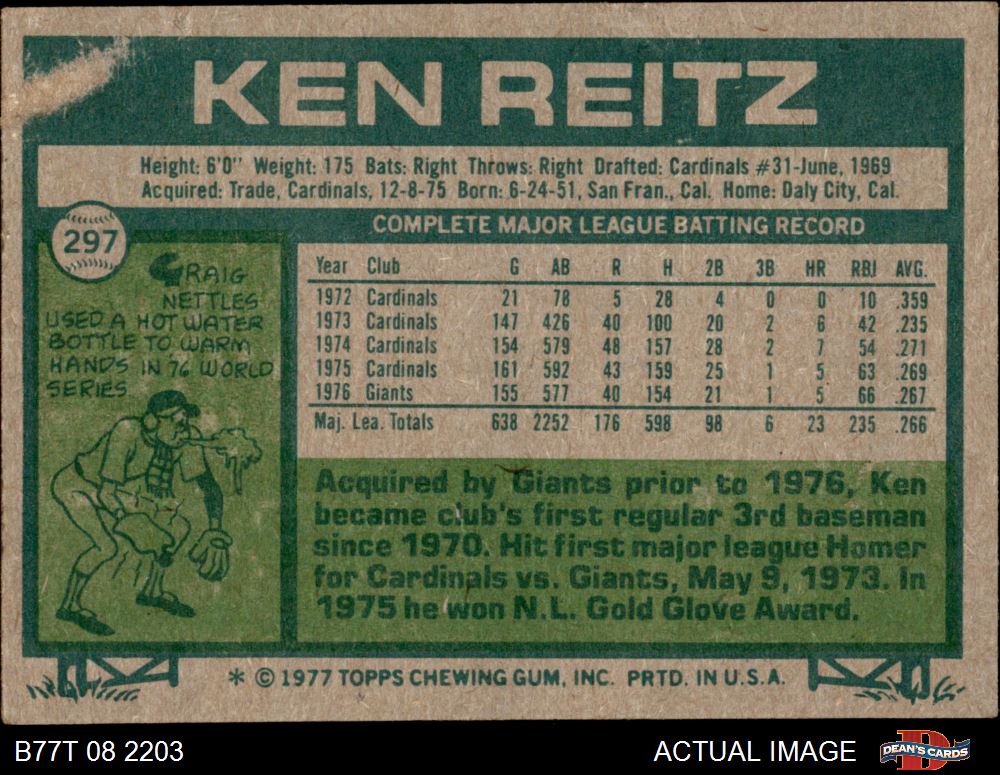 KEN REITZ
Height: 6'0" Weight: 175 Bats: Right Throws: Right Drafted: Cardinals #31-June, 1969
Acquired: Trade, Cardinals, 12-8-75 Born: 6-24-51, San Fran., Cal. Home: Daly City, Cal.
297
CRAIG
NETTLES
USED A HOT WATER
BOTTLE TO WARM
HANDS IN 76 WORLD
SERIES
COMPLETE MAJOR LEAGUE BATTING RECORD
Year Club G AB R H 2B 3B HR RBI AVG.
1972 Cardinals 21 78 5 28 4 0 0 10 .359
1973 Cardinals 147 426 40 100 20 2 6 42 .235
1974 Cardinals 154 579 48 157 28 2 7 54 .271
1975 Cardinals 161 592 43 159 25 1 5 63 .269
1976 Giants 155 577 40 154 21 1 5 66 .267
Maj. Lea. Totals 638 2252 176 598 98 6 23 235 .266
Acquired by Giants prior to 1976, Ken
became club's first regular 3rd baseman
since 1970. Hit first major league Homer
for Cardinals vs. Giants, May 9, 1973. In
1975 he won N.L. Gold Glove Award.
* © 1977 TOPPS CHEWING GUM, INC. PRTD. IN U.S.A.
B77T 08 2203
ACTUAL IMAGE
D
DEAN'S CARDS